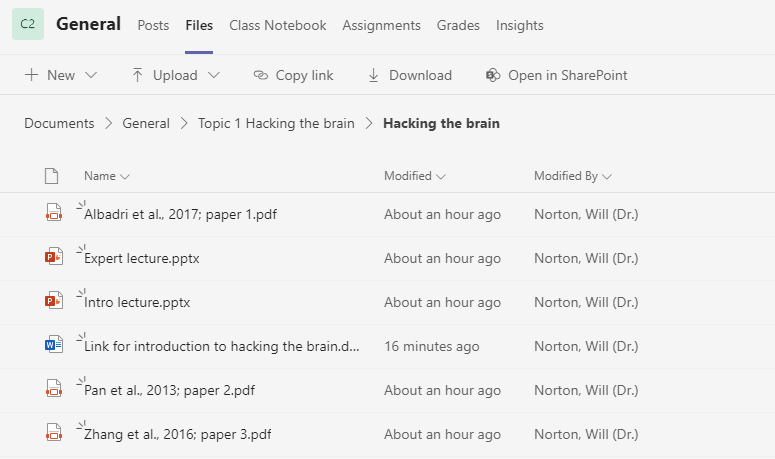 C2 General Posts Files Class Notebook Assignments Grades Insights
New Upload Copy link Download Open in SharePoint
Documents General Topic 1 Hacking the brain Hacking the brain
Name Modified Modified By
Albadri et al., 2017; paper 1.pdf About an hour ago Norton, Will (Dr.)
Expert lecture.pptx About an hour ago Norton, Will (Dr.)
Intro lecture.pptx About an hour ago Norton, Will (Dr.)
Link for introduction to hacking the brain.d... 16 minutes ago Norton, Will (Dr.)
Pan et al., 2013; paper 2.pdf About an hour ago Norton, Will (Dr.)
Zhang et al., 2016; paper 3.pdf About an hour ago Norton, Will (Dr.)